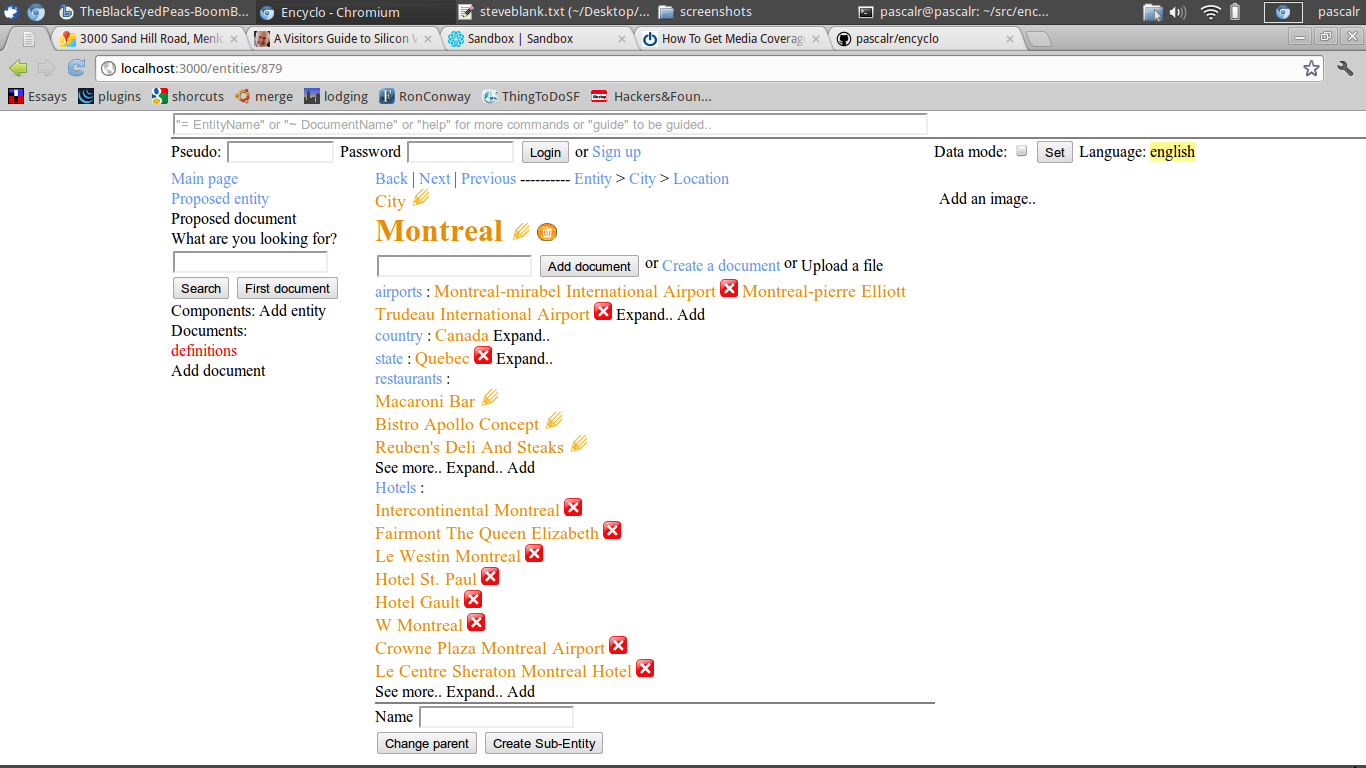 TheBlackEyedPeas-BoomB... Encyclo - Chromium steveblank.txt (~/Desktop/... screenshots pascalr@pascalr: ~/src/enc... pascalr
3000 Sand Hill Road, Menlo A Visitors Guide to Silicon V Sandbox | Sandbox How To Get Media Coverage pascalr/encyclo
localhost:3000/entities/879
Essays plugins shorcuts merge lodging RonConway ThingToDoSF Hackers&Foun...
"= EntityName" or "~ DocumentName" or "help" for more commands or "guide" to be guided..
Pseudo: Password Login or Sign up Data mode: Set Language: english
Main page
Proposed entity
Proposed document
What are you looking for?
Search First document
Components: Add entity
Documents:
definitions
Add document
Back | Next | Previous ---------- Entity > City > Location
City
Montreal
Add document or Create a document or Upload a file
airports : Montreal-mirabel International Airport Montreal-pierre Elliott
Trudeau International Airport Expand.. Add
country : Canada Expand..
state : Quebec Expand..
restaurants :
Macaroni Bar
Bistro Apollo Concept
Reuben's Deli And Steaks
See more.. Expand.. Add
Hotels :
Intercontinental Montreal
Fairmont The Queen Elizabeth
Le Westin Montreal
Hotel St. Paul
Hotel Gault
W Montreal
Crowne Plaza Montreal Airport
Le Centre Sheraton Montreal Hotel
See more.. Expand.. Add
Name
Change parent Create Sub-Entity
Add an image..